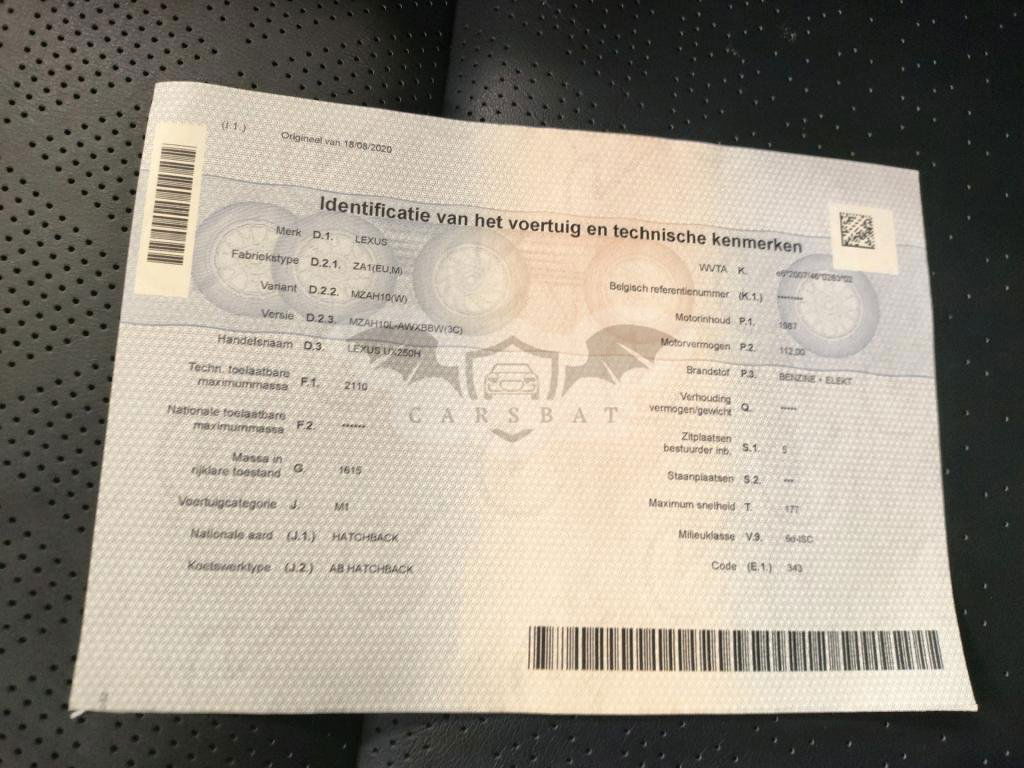 (I.1.) Origineel van 18/08/2020
Identificatie van het voertuig en technische kenmerken
Merk D.1. LEXUS
Fabriekstype D.2.1. ZA1(EU,M)
Variant D.2.2. MZAH10(W)
Versie D.2.3. MZAH10L-AWXBBW(3C)
Handelsnaam D.3. LEXUS UX250H
Techn. toelaatbare
maximummassa F.1. 2110
Nationale toelaatbare
maximummassa F.2. ------
Massa in
rijklare toestand G. 1615
Voertuigcategorie J. M1
Nationale aard (J.1.) HATCHBACK
Koetswerktype (J.2.) AB HATCHBACK
WVTA K. e6*2007/46*0263*02
Belgisch referentienummer (K.1.) --------
Motorinhoud P.1. 1987
Motorvermogen P.2. 112,00
Brandstof P.3. BENZINE + ELEKT
Verhouding
vermogen/gewicht Q. -----
Zitplaatsen
bestuurder inb. S.1. 5
Staanplaatsen S.2. ---
Maximum snelheid T. 177
Milieuklasse V.9. 6d-ISC
Code (E.1.) 343
CARSBAT